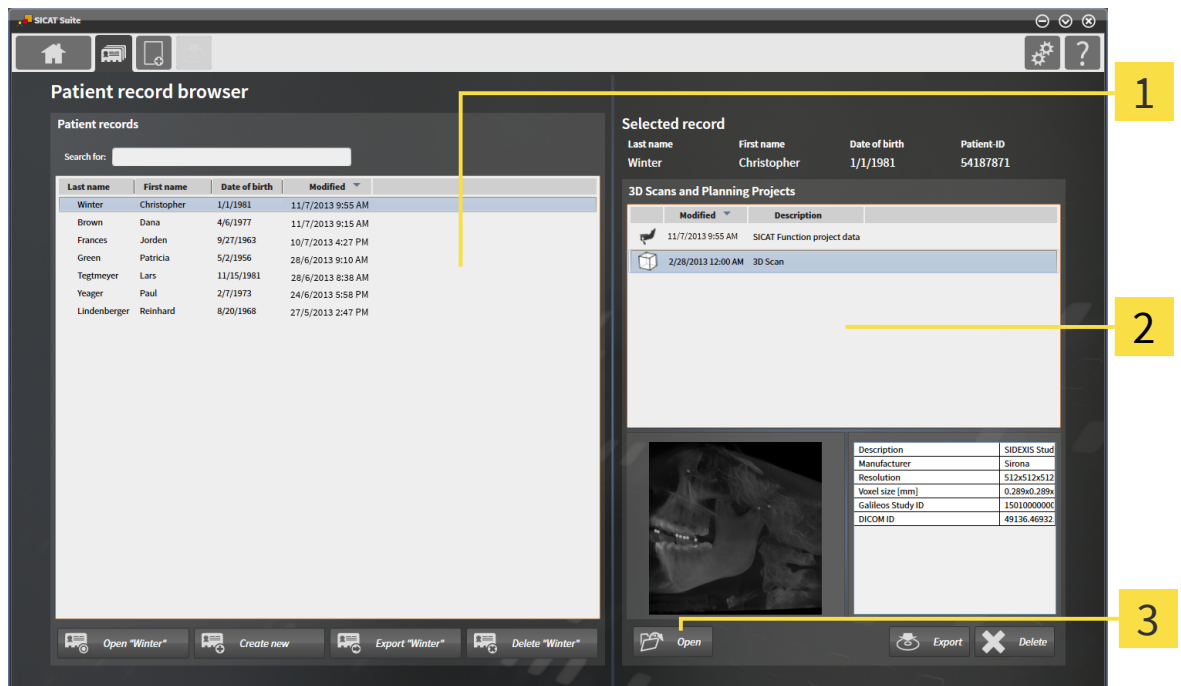 SICAT Suite
Patient record browser
1
Patient records
Search for:
Last name First name Date of birth Modified
Winter Christopher 1/1/1981 11/7/2013 9:55 AM
Brown Dana 4/6/1977 11/7/2013 9:15 AM
Frances Jorden 9/27/1963 10/7/2013 4:27 PM
Green Patricia 5/2/1956 28/6/2013 9:10 AM
Tegtmeyer Lars 11/15/1981 28/6/2013 8:38 AM
Yeager Paul 2/7/1973 24/6/2013 5:58 PM
Lindenberger Reinhard 8/20/1968 27/5/2013 2:47 PM
Open "Winter" Create new Export "Winter" Delete "Winter"
Selected record
Last name First name Date of birth Patient-ID
Winter Christopher 1/1/1981 54187871
3D Scans and Planning Projects
Modified Description
11/7/2013 9:55 AM SICAT Function project data
2/28/2013 12:00 AM 3D Scan
2
Description SIDEXIS Stud
Manufacturer Sirona
Resolution 512x512x512
Voxel size [mm] 0.289x0.289x
Galileos Study ID 1501000000
DICOM ID 49136.46932
Open Export Delete
3
?